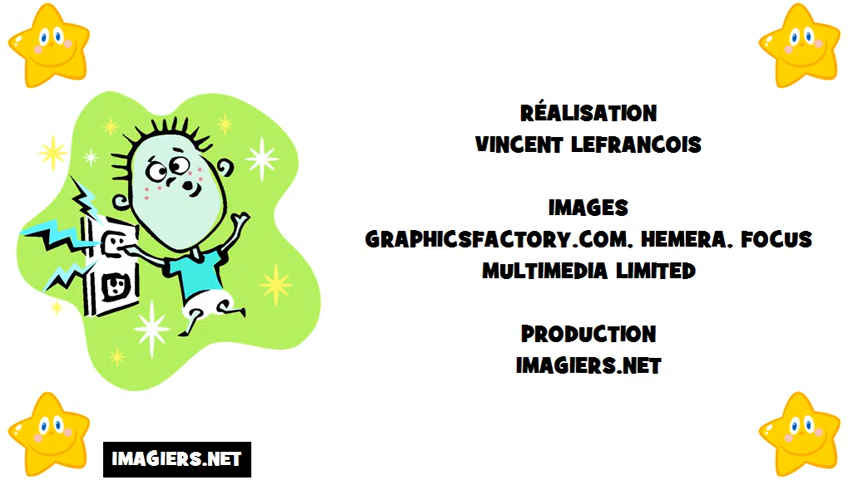 RÉALISATION
VINCENT LEFRANCOIS
IMAGES
GRAPHICSFACTORY.COM, HEMERA, FOCUS
MULTIMEDIA LIMITED
PRODUCTION
IMAGIERS.NET
IMAGIERS.NET